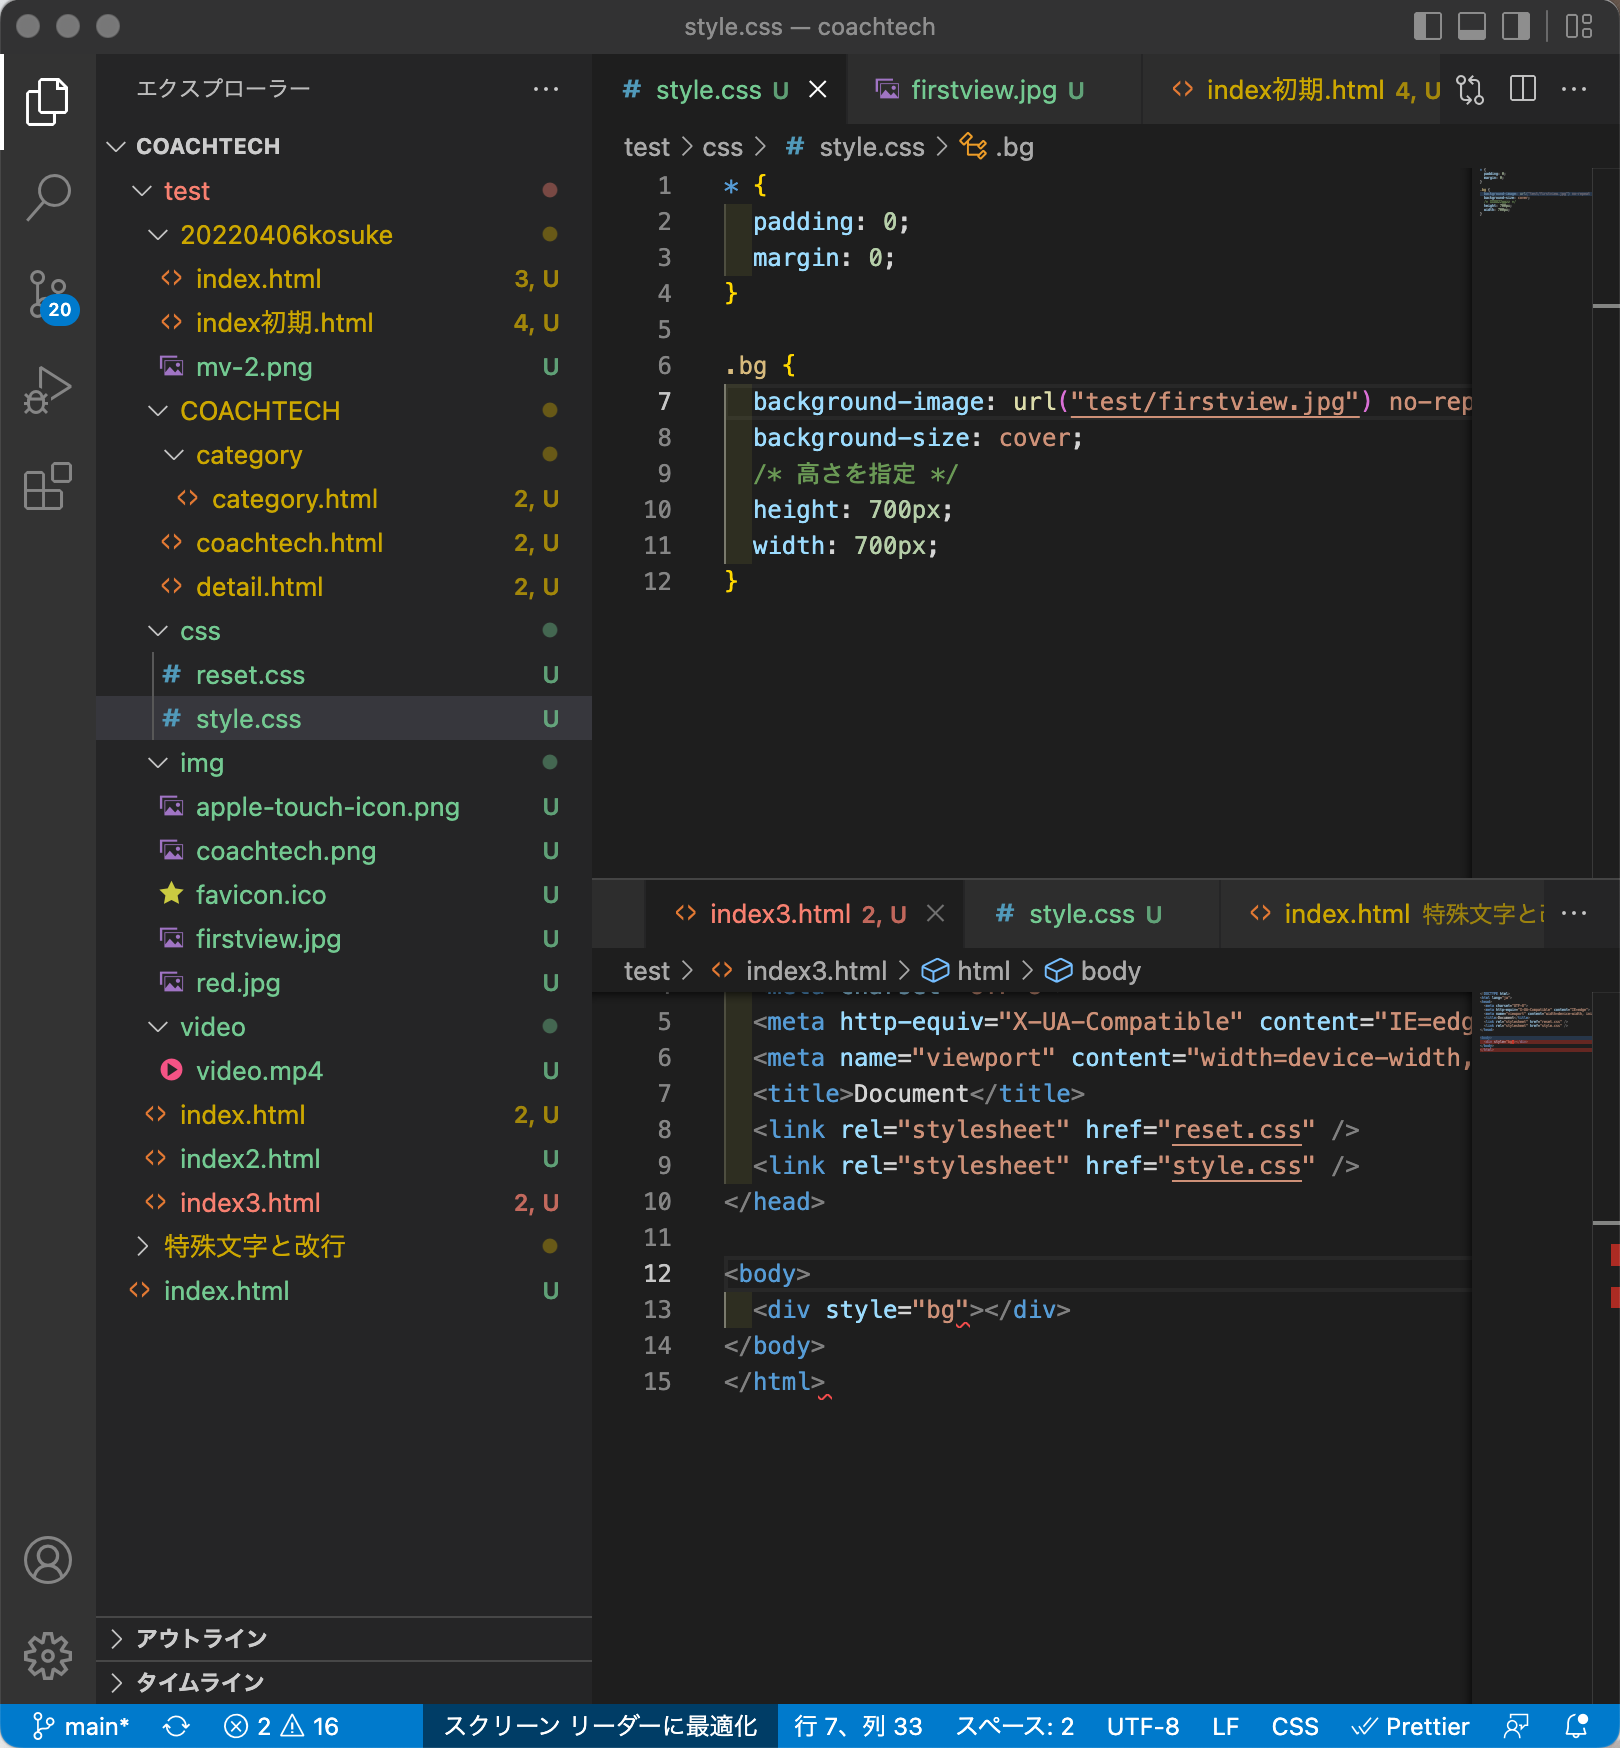 style.css — coachtech
エクスプローラー
COACHTECH
test
20220406kosuke
index.html 3, U
index初期.html 4, U
mv-2.png U
COACHTECH
category
category.html 2, U
coachtech.html 2, U
detail.html 2, U
css
reset.css U
style.css U
img
apple-touch-icon.png U
coachtech.png U
favicon.ico U
firstview.jpg U
red.jpg U
video
video.mp4 U
index.html 2, U
index2.html U
index3.html 2, U
特殊文字と改行
index.html U
アウトライン
タイムライン
20
style.css U firstview.jpg U index初期.html 4, U
test > css > # style.css > .bg
1 * {
2 padding: 0;
3 margin: 0;
4 }
5
6 .bg {
7 background-image: url("test/firstview.jpg") no-rep
8 background-size: cover;
9 /* 高さを指定 */
10 height: 700px;
11 width: 700px;
12 }
index3.html 2, U style.css U index.html 特殊文字と
test > index3.html > html > body
5 <meta http-equiv="X-UA-Compatible" content="IE=edg
6 <meta name="viewport" content="width=device-width,
7 <title>Document</title>
8 <link rel="stylesheet" href="reset.css" />
9 <link rel="stylesheet" href="style.css" />
10 </head>
11
12 <body>
13 <div style="bg"></div>
14 </body>
15 </html>
main* 2 16 スクリーン リーダーに最適化 行 7、列 33 スペース: 2 UTF-8 LF CSS Prettier